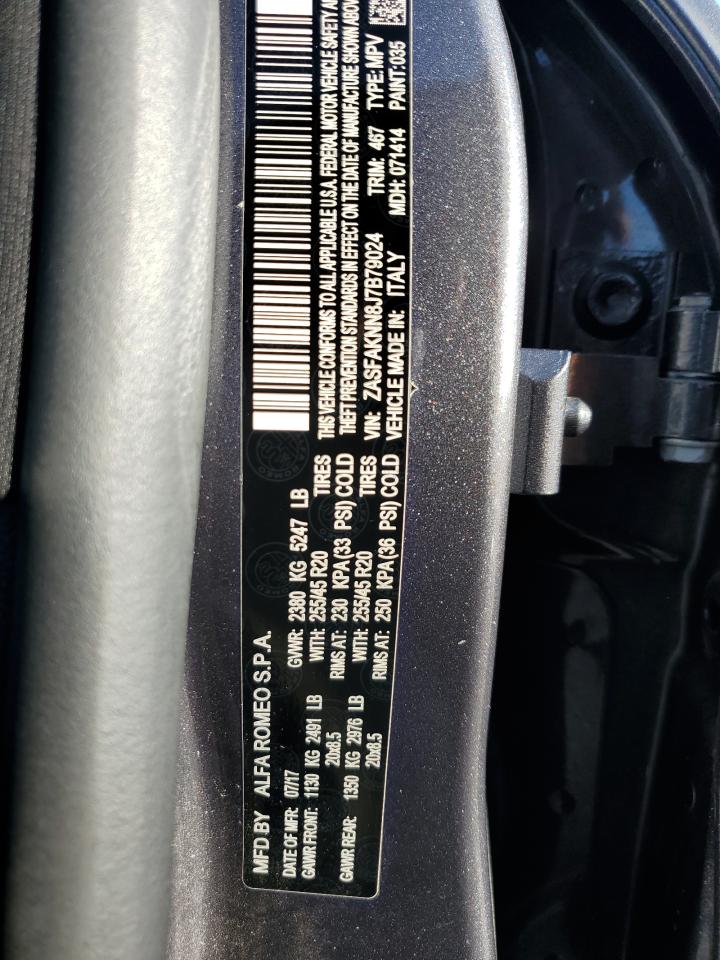 MFD BY ALFA ROMEO S.P.A.
DATE OF MFR: 07/17 GVWR: 2380 KG 5247 LB
GAWR FRONT: 1130 KG 2491 LB WITH: 255/45 R20 TIRES
20x8.5 RIMS AT: 230 KPA(33 PSI) COLD
GAWR REAR: 1350 KG 2976 LB WITH: 255/45 R20 TIRES
20x8.5 RIMS AT: 250 KPA(36 PSI) COLD
THIS VEHICLE CONFORMS TO ALL APPLICABLE U.S.A. FEDERAL MOTOR VEHICLE SAFETY
THEFT PREVENTION STANDARDS IN EFFECT ON THE DATE OF MANUFACTURE SHOWN ABOVE
VIN: ZASFAKNN8J7B79024 TRIM: 467 TYPE: MPV
VEHICLE MADE IN: ITALY MDH: 071414 PAINT: 035